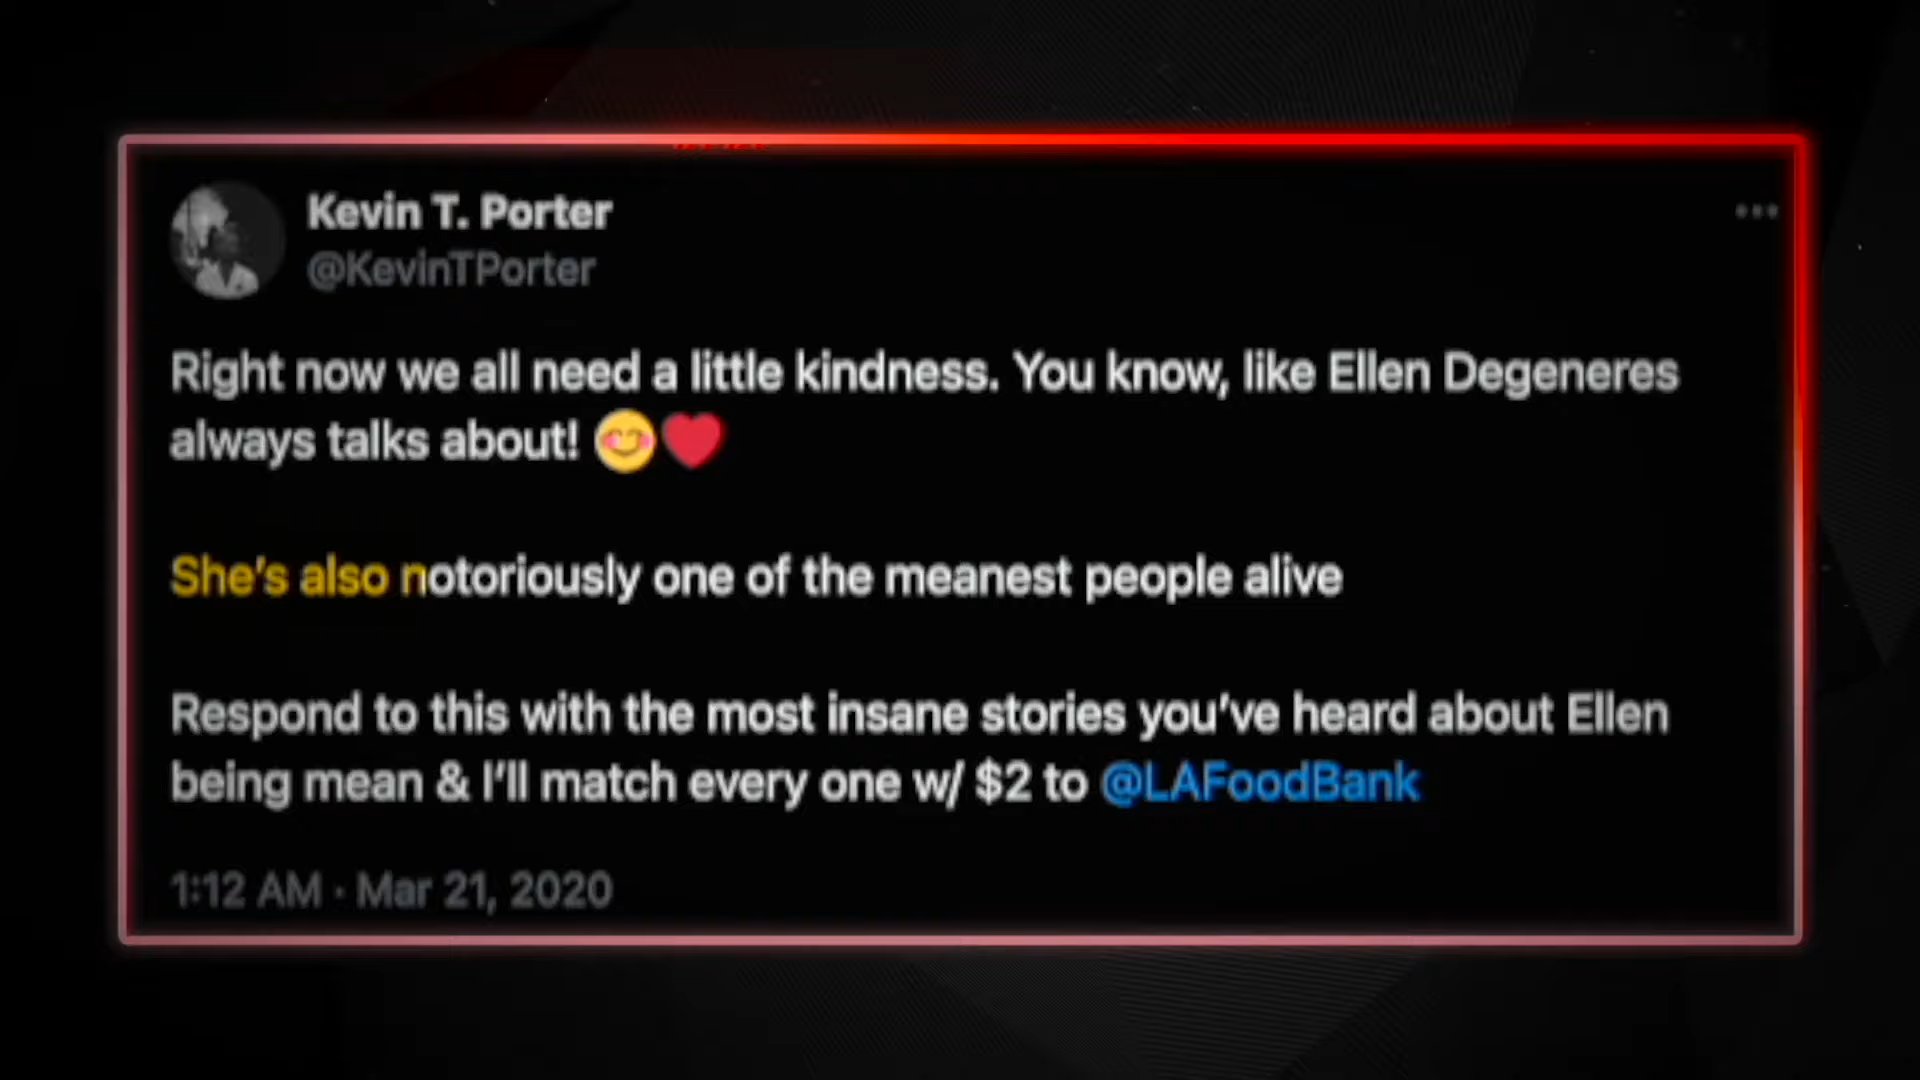 Kevin T. Porter
@KevinTPorter
Right now we all need a little kindness. You know, like Ellen Degeneres
always talks about! 😊❤️
She's also notoriously one of the meanest people alive
Respond to this with the most insane stories you've heard about Ellen
being mean & I'll match every one w/ $2 to @LAFoodBank
1:12 AM · Mar 21, 2020